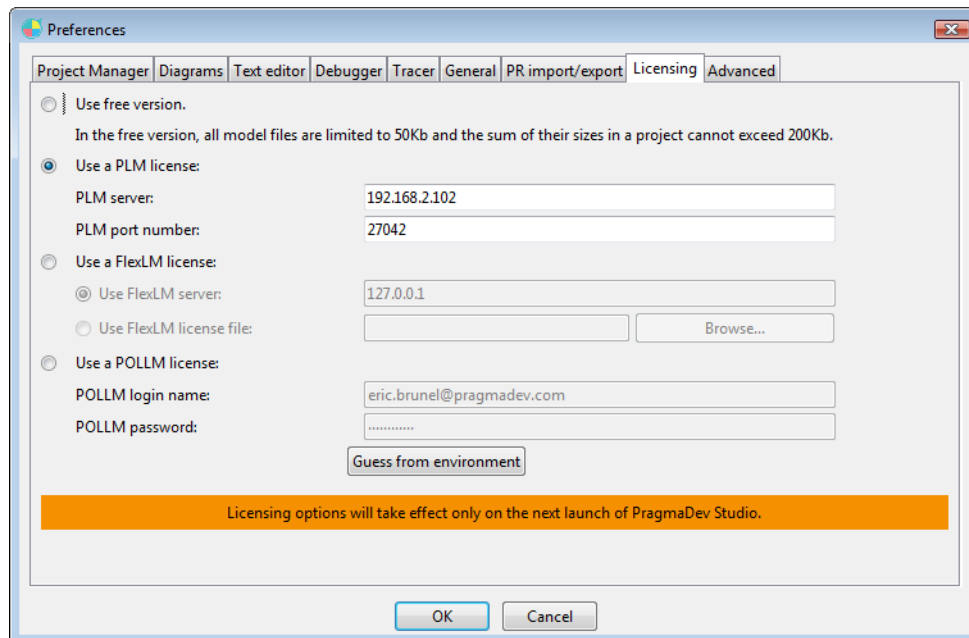 Preferences
Project Manager Diagrams Text editor Debugger Tracer General PR import/export Licensing Advanced
Use free version.
In the free version, all model files are limited to 50Kb and the sum of their sizes in a project cannot exceed 200Kb.
Use a PLM license:
PLM server: 192.168.2.102
PLM port number: 27042
Use a FlexLM license:
Use FlexLM server: 127.0.0.1
Use FlexLM license file: Browse...
Use a POLLM license:
POLLM login name: eric.brunel@pragmadev.com
POLLM password: ............
Guess from environment
Licensing options will take effect only on the next launch of PragmaDev Studio.
OK Cancel